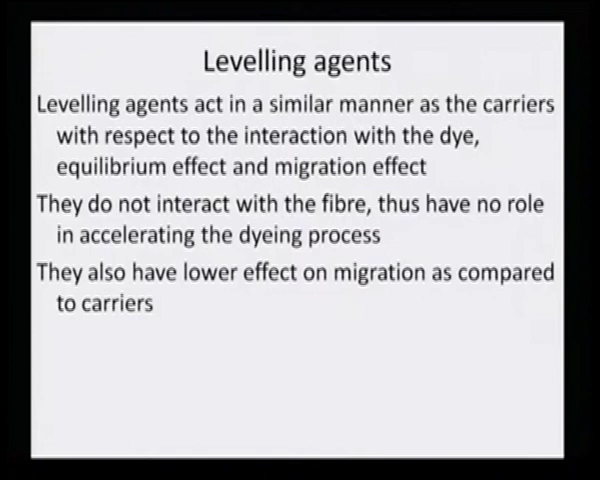 Levelling agents
Levelling agents act in a similar manner as the carriers
with respect to the interaction with the dye,
equilibrium effect and migration effect
They do not interact with the fibre, thus have no role
in accelerating the dyeing process
They also have lower effect on migration as compared
to carriers